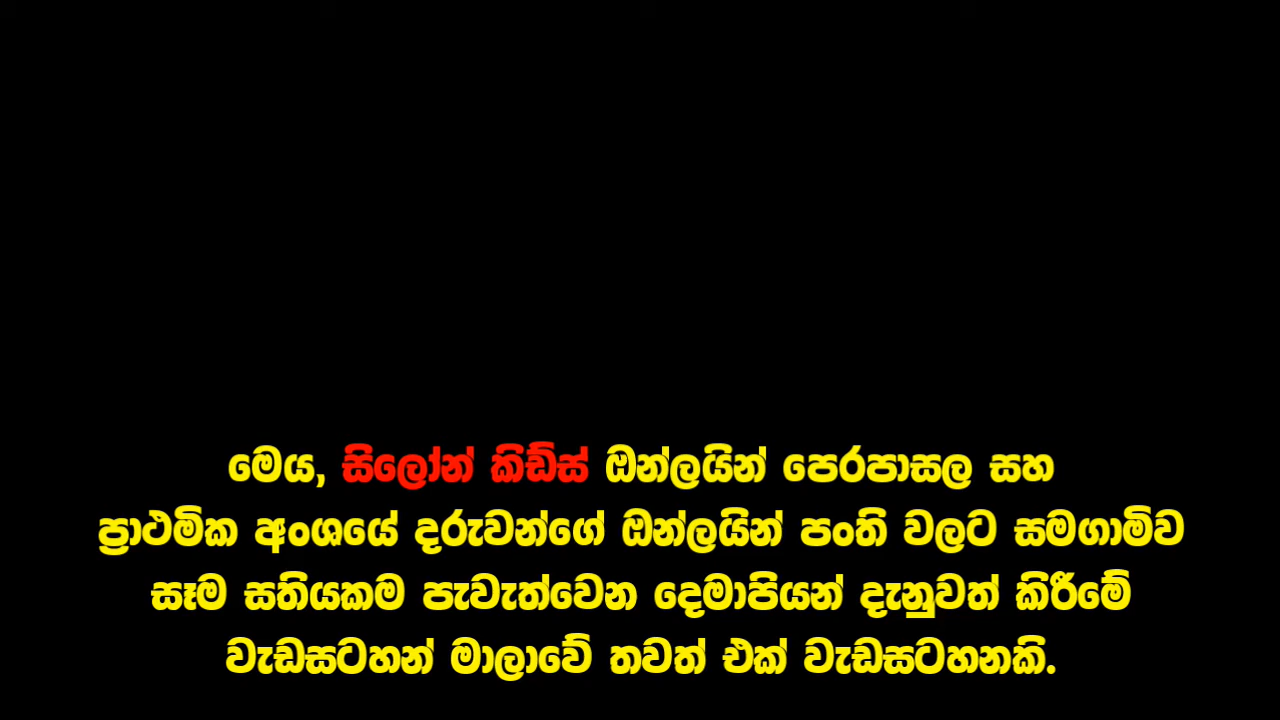 මෙය, සිලෝන් කිඩ්ස් ඔන්ලයින් පෙරපාසල සහ
ප්‍රාථමික අංශයේ දරුවන්ගේ ඔන්ලයින් පංති වලට සමගාමිව
සෑම සතියකම පැවැත්වෙන දෙමාපියන් දැනුවත් කිරීමේ
වැඩසටහන් මාලාවේ තවත් එක් වැඩසටහනකි.